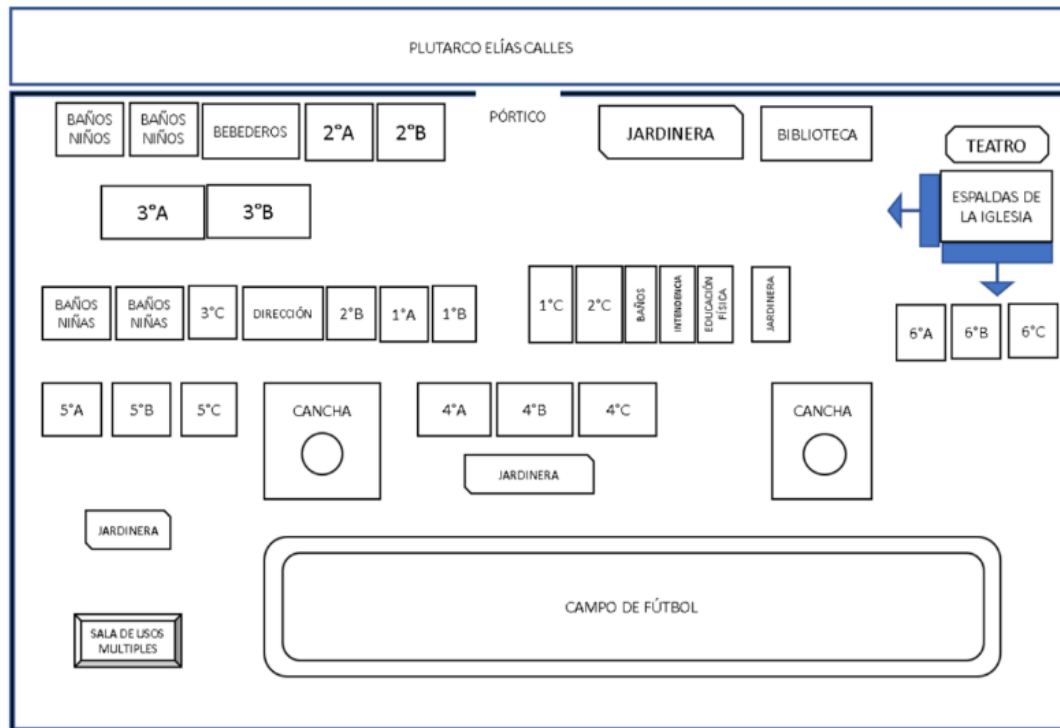 PLUTARCO ELÍAS CALLES
PÓRTICO
BAÑOS
NIÑOS
BAÑOS
NIÑOS
BEBEDEROS
2°A
2°B
JARDINERA
BIBLIOTECA
TEATRO
3°A
3°B
ESPALDAS DE
LA IGLESIA
BAÑOS
NIÑAS
BAÑOS
NIÑAS
3°C
DIRECCIÓN
2°B
1°A
1°B
1°C
2°C
BAÑOS
INTENDENCIA
EDUCACIÓN
FÍSICA
JARDINERA
6°A
6°B
6°C
5°A
5°B
5°C
CANCHA
4°A
4°B
4°C
CANCHA
JARDINERA
JARDINERA
CAMPO DE FÚTBOL
SALA DE USOS
MULTIPLES